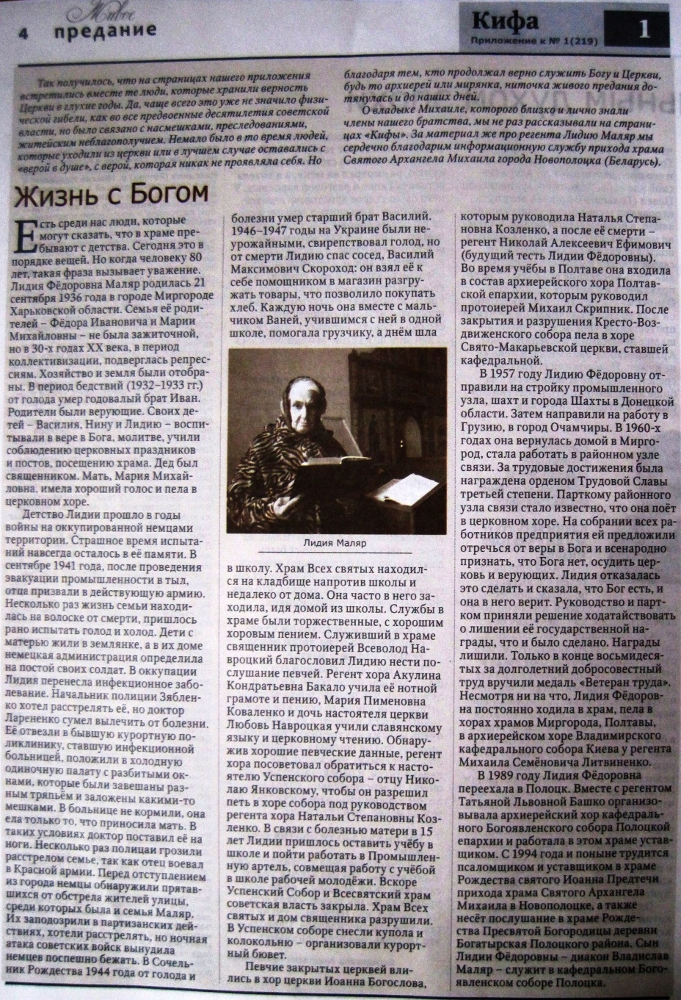 4
Живое
предание
Кифа
Приложение к № 1(219)
1
Так получилось, что на страницах нашего приложения
встретились вместе те люди, которые хранили верность
Церкви в глухие годы. Да, чаще всего это уже не значило физи-
ческой гибели, как во все предвоенные десятилетия советской
власти, но было связано с насмешками, преследованиями,
житейским неблагополучием. Немало было в то время людей,
которые уходили из церкви или в лучшем случае оставались с
«верой в душе», с верой, которая никак не проявляла себя. Но
благодаря тем, кто продолжал верно служить Богу и Церкви,
будь то архиерей или мирянка, ниточка живого предания до-
тянулась и до наших дней.
О владыке Михаиле, которого близко и лично знали
члены нашего братства, мы не раз рассказывали на страни-
цах «Кифы». За материал же про регента Лидию Маляр мы
сердечно благодарим информационную службу прихода храма
Святого Архангела Михаила города Новополоцка (Беларусь).
Жизнь с Богом
Есть среди нас люди, которые
могут сказать, что в храме пре-
бывают с детства. Сегодня это в
порядке вещей. Но когда человеку 80
лет, такая фраза вызывает уважение.
Лидия Фёдоровна Маляр родилась 21
сентября 1936 года в городе Миргороде
Харьковской области. Семья её роди-
телей – Фёдора Ивановича и Марии
Михайловны – не была зажиточной,
но в 30-х годах XX века, в период
коллективизации, подверглась репрес-
сиям. Хозяйство и земля были отобра-
ны. В период бедствий (1932–1933 гг.)
от голода умер годовалый брат Иван.
Родители были верующие. Своих де-
тей – Василия, Нину и Лидию – воспи-
тывали в вере в Бога, молитве, учили
соблюдению церковных праздников
и постов, посещению храма. Дед был
священником. Мать, Мария Михай-
ловна, имела хороший голос и пела в
церковном хоре.
Детство Лидии прошло в годы
войны на оккупированной немцами
территории. Страшное время испыта-
ний навсегда осталось в её памяти. В
сентябре 1941 года, после проведения
эвакуации промышленности в тыл,
отца призвали в действующую армию.
Несколько раз жизнь семьи находи-
лась на волоске от смерти, пришлось
рано испытать голод и холод. Дети с
матерью жили в землянке, а в их доме
немецкая администрация определила
на постой своих солдат. В оккупации
Лидия перенесла инфекционное забо-
левание. Начальник полиции Зяблен-
ко хотел расстрелять её, но доктор
Ларененко сумел вылечить от болезни.
Её отвезли в бывшую курортную по-
ликлинику, ставшую инфекционной
больницей, положили в холодную
одиночную палату с разбитыми ок-
нами, которые были завешаны раз-
ным тряпьём и заложены какими-то
мешками. В больнице не кормили, она
ела только то, что приносила мать. В
таких условиях доктор поставил её на
ноги. Несколько раз полицаи грозили
расстрелом семье, так как отец воевал
в Красной армии. Перед отступлением
из города немцы обнаружили прятав-
шихся от обстрела жителей улицы,
среди которых была и семья Маляр.
Их заподозрили в партизанских дей-
ствиях, хотели расстрелять, но ночная
атака советских войск вынудила
немцев поспешно бежать. В Сочель-
ник Рождества 1944 года от голода и
болезни умер старший брат Василий.
1946–1947 годы на Украине были не-
урожайными, свирепствовал голод, но
от смерти Лидию спас сосед, Василий
Максимович Скороход: он взял её к
себе помощником в магазин разгру-
жать товары, что позволило покупать
хлеб. Каждую ночь она вместе с маль-
чиком Ваней, учившимся с ней в одной
школе, помогала грузчику, а днём шла
Лидия Маляр
в школу. Храм Всех святых находил-
ся на кладбище напротив школы и
недалеко от дома. Она часто в него за-
ходила, идя домой из школы. Службы в
храме были торжественные, с хорошим
хоровым пением. Служивший в храме
священник протоиерей Всеволод На-
вроцкий благословил Лидию нести по-
слушание певчей. Регент хора Акулина
Кондратьевна Бакало учила её нотной
грамоте и пению, Мария Пименовна
Коваленко и дочь настоятеля церкви
Любовь Навроцкая учили славянскому
языку и церковному чтению. Обнару-
жив хорошие певческие данные, регент
хора посоветовал обратиться к насто-
ятелю Успенского собора – отцу Нико-
лаю Янковскому, чтобы он разрешил
петь в хоре собора под руководством
регента хора Натальи Степановны Коз-
ленко. В связи с болезнью матери в 15
лет Лидии пришлось оставить учёбу в
школе и пойти работать в Промышлен-
ную артель, совмещая работу с учёбой
в школе рабочей молодёжи. Вскоре
Успенский Собор и Всесвятский храм
советская власть закрыла. Храм Всех
святых и дом священника разрушили.
В Успенском соборе снесли купола и
колокольню – организовали курорт-
ный бювет.
Певчие закрытых церквей вли-
лись в хор церкви Иоанна Богослова,
которым руководила Наталья Степа-
новна Козленко, а после её смерти –
регент Николай Алексеевич Ефимович
(будущий тесть Лидии Фёдоровны).
Во время учёбы в Полтаве она входила
в состав архиерейского хора Полтав-
ской епархии, которым руководил
протоиерей Михаил Скрипник. После
закрытия и разрушения Кресто-Воз-
движенского собора пела в хоре
Свято-Макарьевской церкви, ставшей
кафедральной.
В 1957 году Лидию Фёдоровну от-
правили на стройку промышленного
узла, шахт и города Шахты в Донецкой
области. Затем направили на работу в
Грузию, в город Очамчиры. В 1960-х
годах она вернулась домой в Мирго-
род, стала работать в районном узле
связи. За трудовые достижения была
награждена орденом Трудовой Славы
третьей степени. Парткому районного
узла связи стало известно, что она поёт
в церковном хоре. На собрании всех ра-
ботников предприятия ей предложили
отречься от веры в Бога и всенародно
признать, что Бога нет, осудить цер-
ковь и верующих. Лидия отказалась
это сделать и сказала, что Бог есть, и
она в него верит. Руководство и парт-
ком приняли решение ходатайствовать
о лишении её государственной на-
грады, что и было сделано. Награды
лишили. Только в конце восьмидеся-
тых за долголетний добросовестный
труд вручили медаль «Ветеран труда».
Несмотря ни на что, Лидия Фёдоров-
на постоянно ходила в храм, пела в
хорах храмов Миргорода, Полтавы,
в архиерейском хоре Владимирского
кафедрального собора Киева у регента
Михаила Семёновича Литвиненко.
В 1989 году Лидия Фёдоровна
переехала в Полоцк. Вместе с регентом
Татьяной Львовной Башко организо-
вывала архиерейский хор кафедраль-
ного Богоявленского собора Полоцкой
епархии и работала в этом храме устав-
щиком. С 1994 года и поныне трудится
псаломщиком и уставщиком в храме
Рождества святого Иоанна Предтечи
прихода храма Святого Архангела
Михаила в Новополоцке, а также
несёт послушание в храме Рожде-
ства Пресвятой Богородицы деревни
Богатырская Полоцкого района. Сын
Лидии Фёдоровны – диакон Владислав
Маляр – служит в кафедральном Бого-
явленском соборе Полоцка.